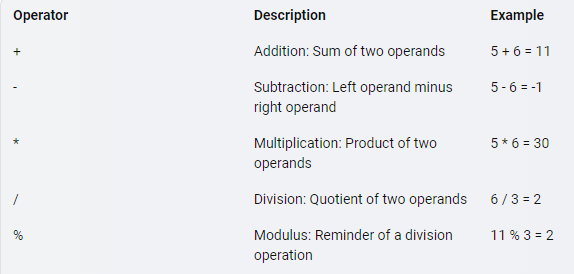 Operator Description Example
+ Addition: Sum of two operands 5 + 6 = 11
- Subtraction: Left operand minus 5 - 6 = -1
right operand
* Multiplication: Product of two 5 * 6 = 30
operands
/ Division: Quotient of two operands 6 / 3 = 2
% Modulus: Reminder of a division 11 % 3 = 2
operation